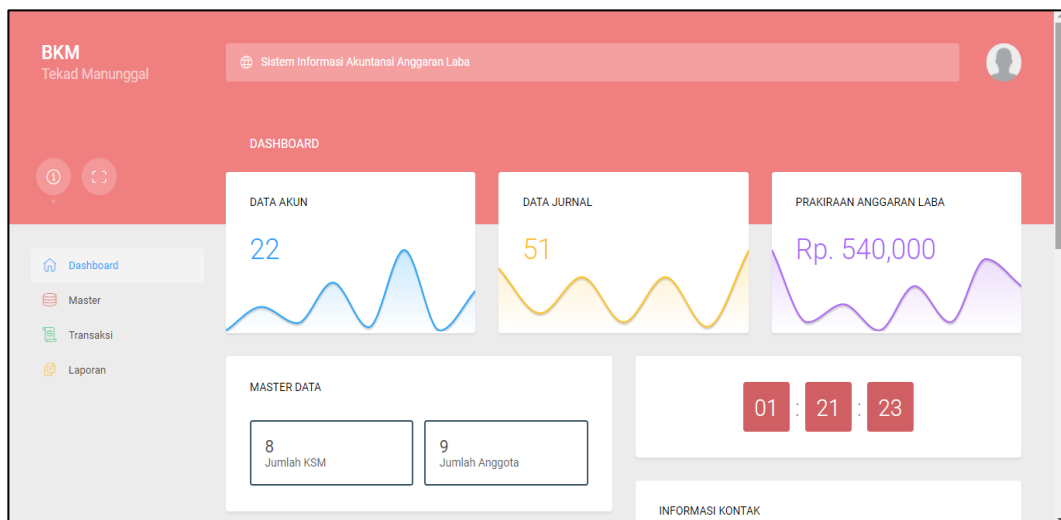 BKM
Tekad Manunggal
Sistem Informasi Akuntansi Anggaran Laba
DASHBOARD
DATA AKUN
22
DATA JURNAL
51
PRAKIRAAN ANGGARAN LABA
Rp. 540,000
Dashboard
Master
Transaksi
Laporan
MASTER DATA
8
Jumlah KSM
9
Jumlah Anggota
01 : 21 : 23
INFORMASI KONTAK